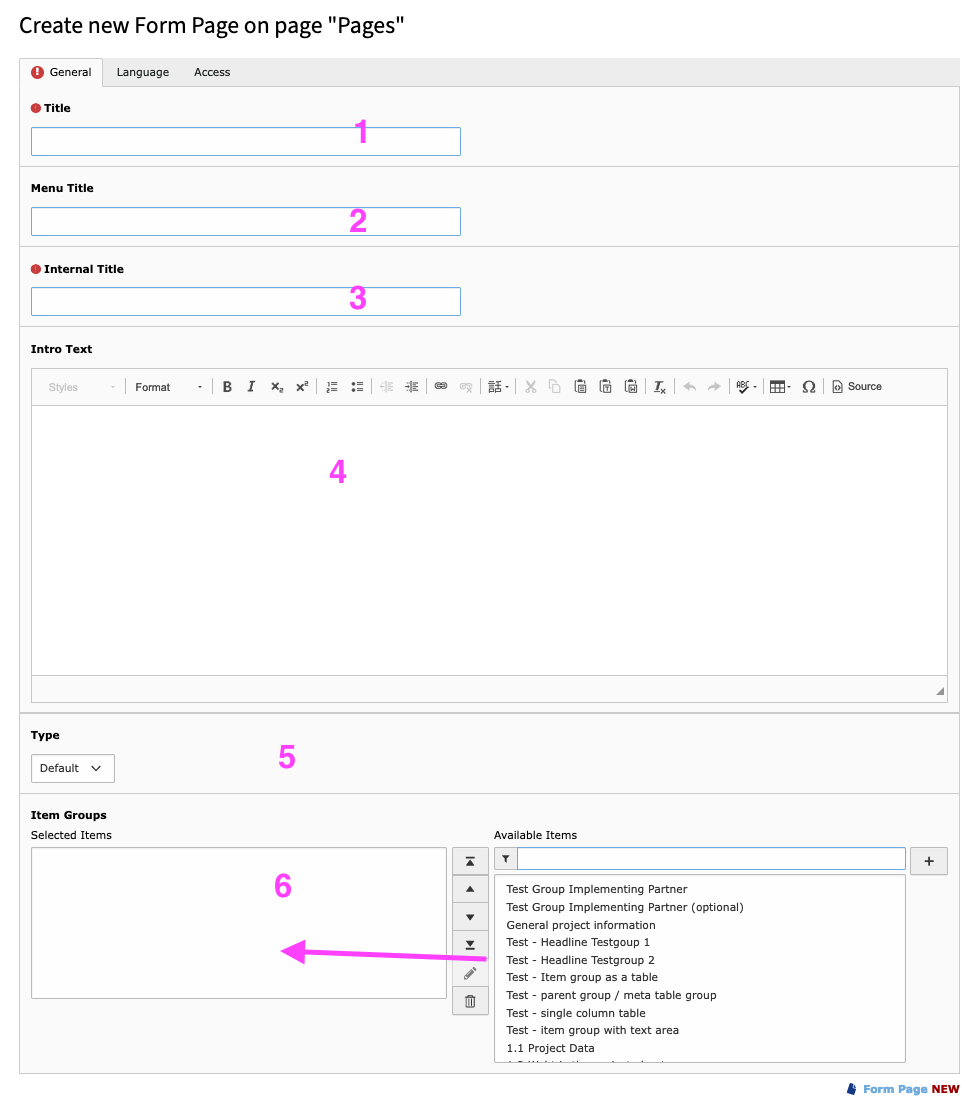 Create new Form Page on page "Pages"
General Language Access
Title
1
Menu Title
2
Internal Title
3
Intro Text
Styles Format B I x₂ x² Ω Source
4
Type
5
Default
Item Groups
Selected Items Available Items
6
Test Group Implementing Partner
Test Group Implementing Partner (optional)
General project information
Test - Headline Testgoup 1
Test - Headline Testgroup 2
Test - Item group as a table
Test - parent group / meta table group
Test - single column table
Test - item group with text area
1.1 Project Data
Form Page NEW